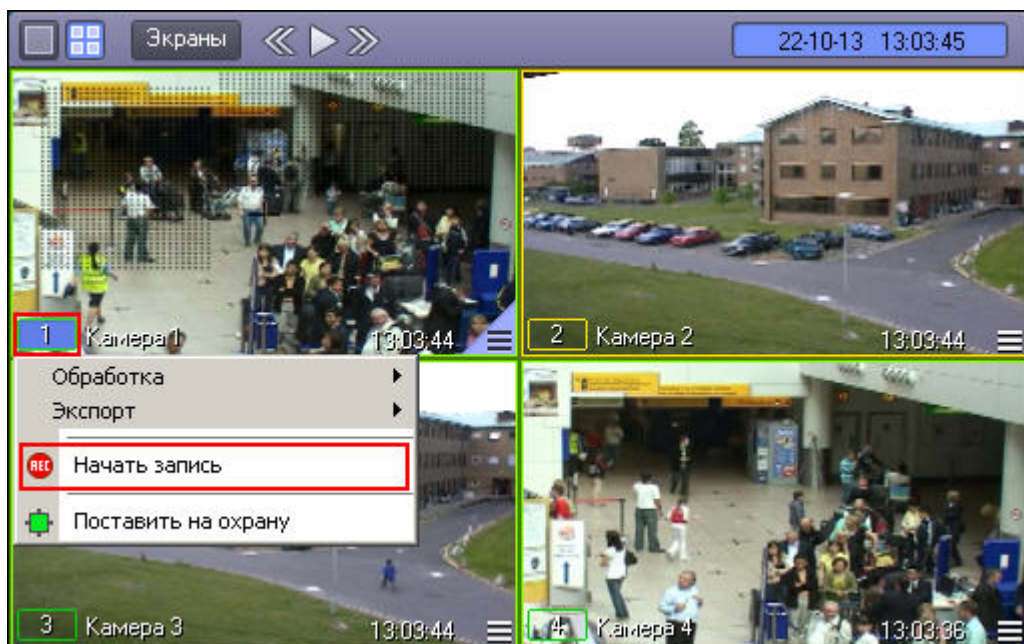 Экраны
22-10-13 13:03:45
1 Камера 1 13:03:44
2 Камера 2 13:03:44
Обработка
Экспорт
REC Начать запись
Поставить на охрану
3 Камера 3 13:03:44
4 Камера 4 13:03:36